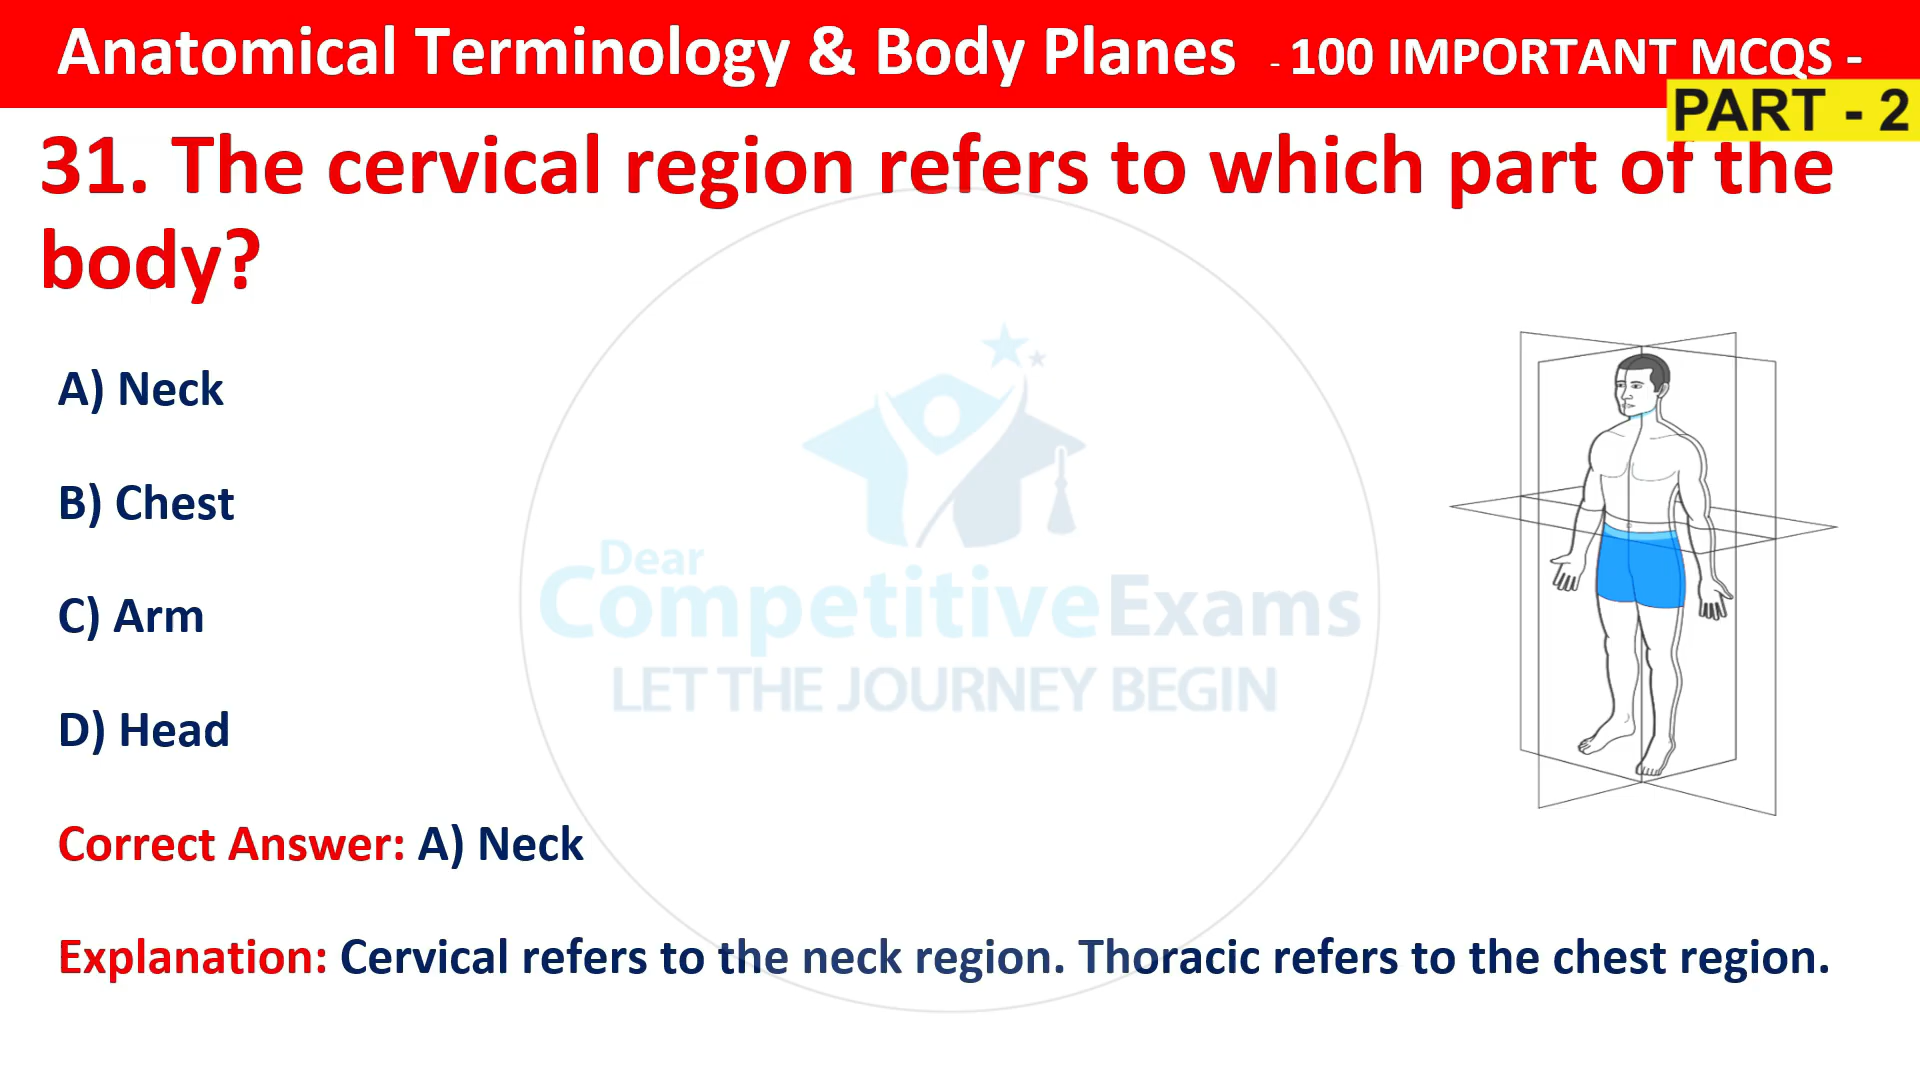 Anatomical Terminology & Body Planes - 100 IMPORTANT MCQS -
PART - 2
31. The cervical region refers to which part of the
body?
A) Neck
B) Chest
C) Arm
D) Head
Dear
CompetitiveExams
LET THE JOURNEY BEGIN
Correct Answer: A) Neck
Explanation: Cervical refers to the neck region. Thoracic refers to the chest region.